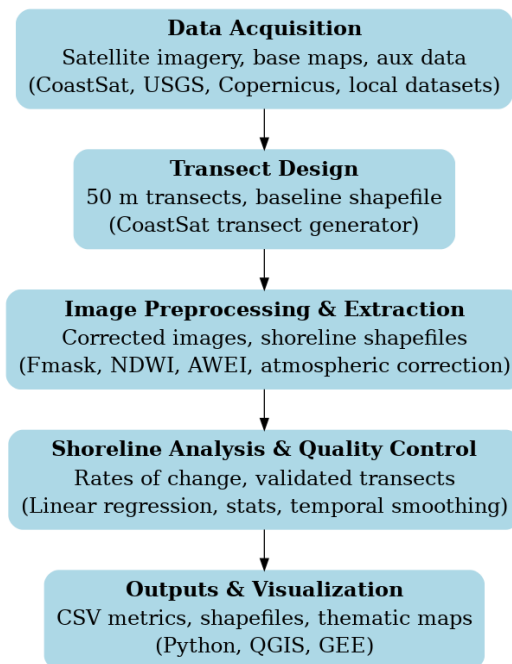 Data Acquisition
Satellite imagery, base maps, aux data
(CoastSat, USGS, Copernicus, local datasets)
Transect Design
50 m transects, baseline shapefile
(CoastSat transect generator)
Image Preprocessing & Extraction
Corrected images, shoreline shapefiles
(Fmask, NDWI, AWEI, atmospheric correction)
Shoreline Analysis & Quality Control
Rates of change, validated transects
(Linear regression, stats, temporal smoothing)
Outputs & Visualization
CSV metrics, shapefiles, thematic maps
(Python, QGIS, GEE)